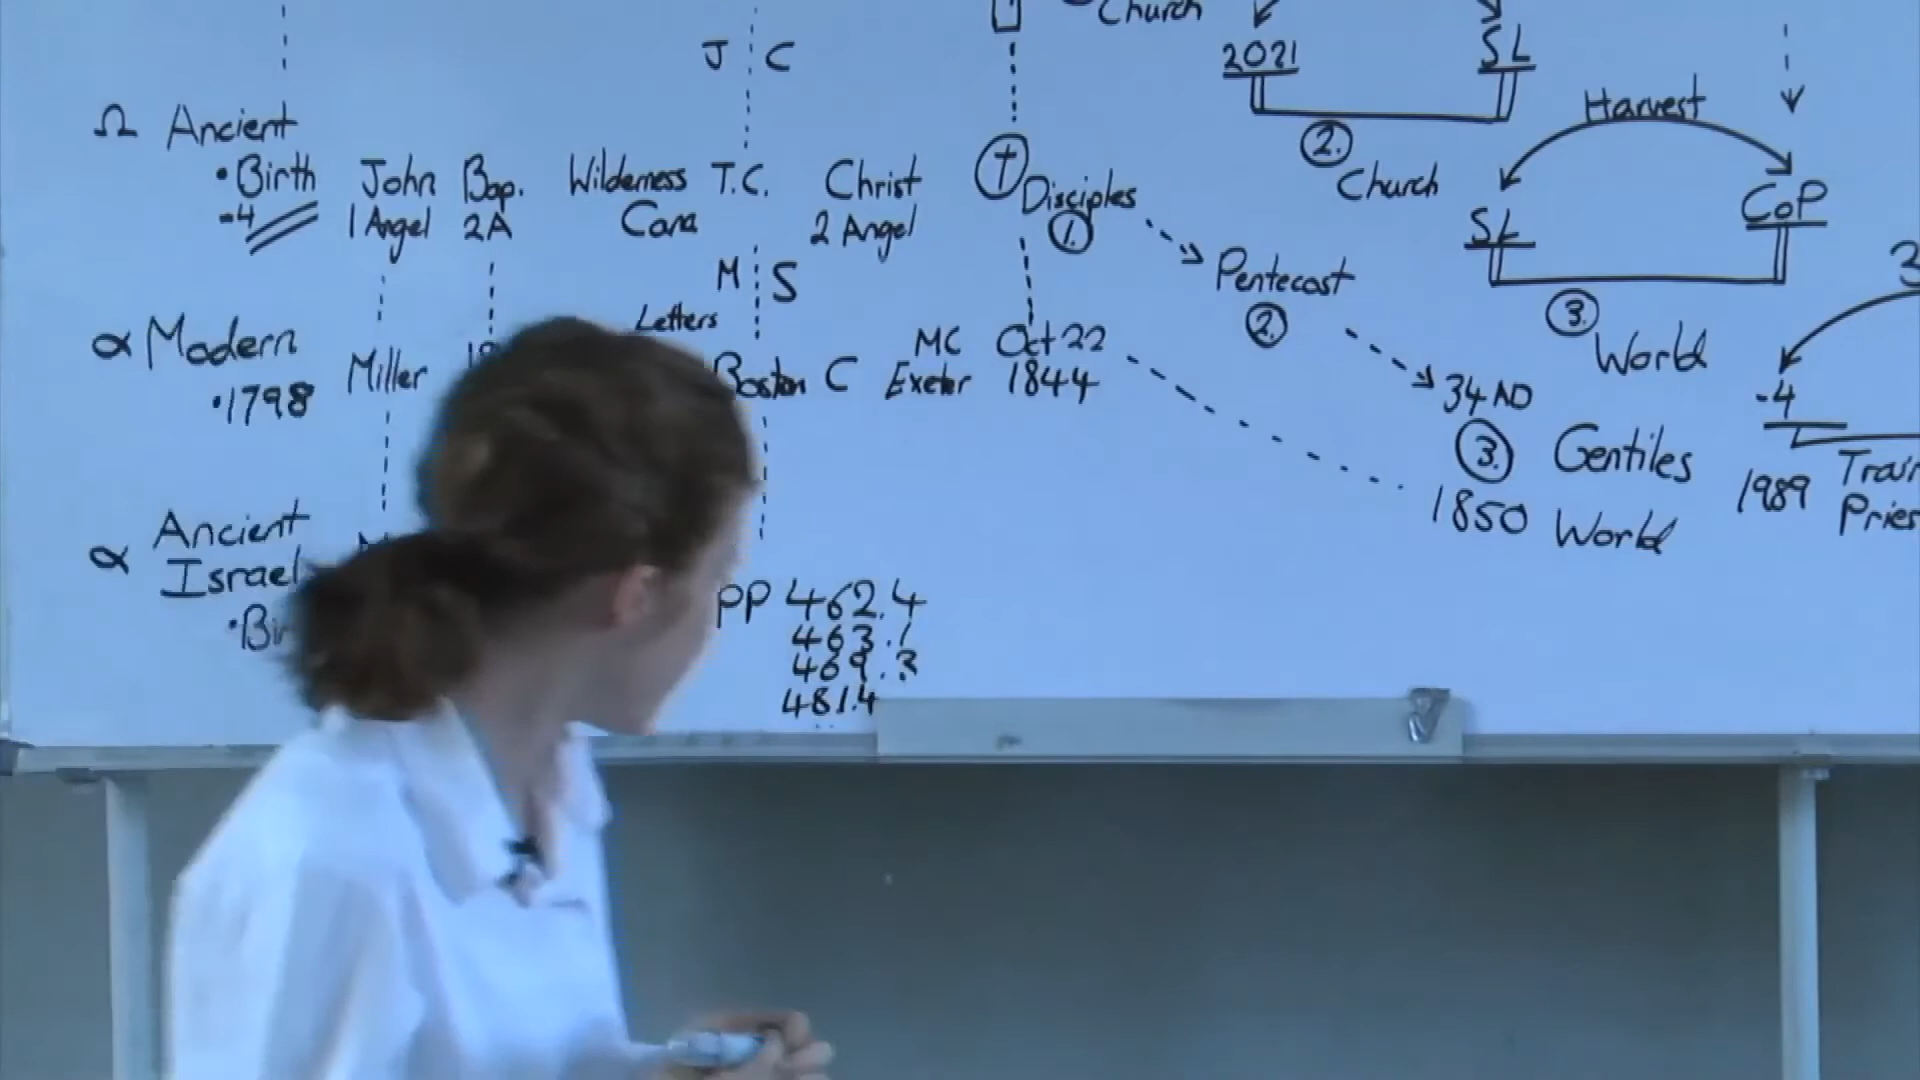 Church
J C
2021
SL
Harvest
Ω Ancient
2.
Church
• Birth John Bap. Wilderness T.C. Christ † Disciples
-4 1 Angel 2A Cana 2 Angel 1.
SL
CoP
M S
Pentecost
2.
3.
World
Letters
α Modern
Miller
Boston C
MC
Exeter
Oct 22
1844
•1798
34 AD
-4
3. Gentiles
1850 World
1989
α Ancient
Israel
PP 462.4
463.1
469.3
481.4